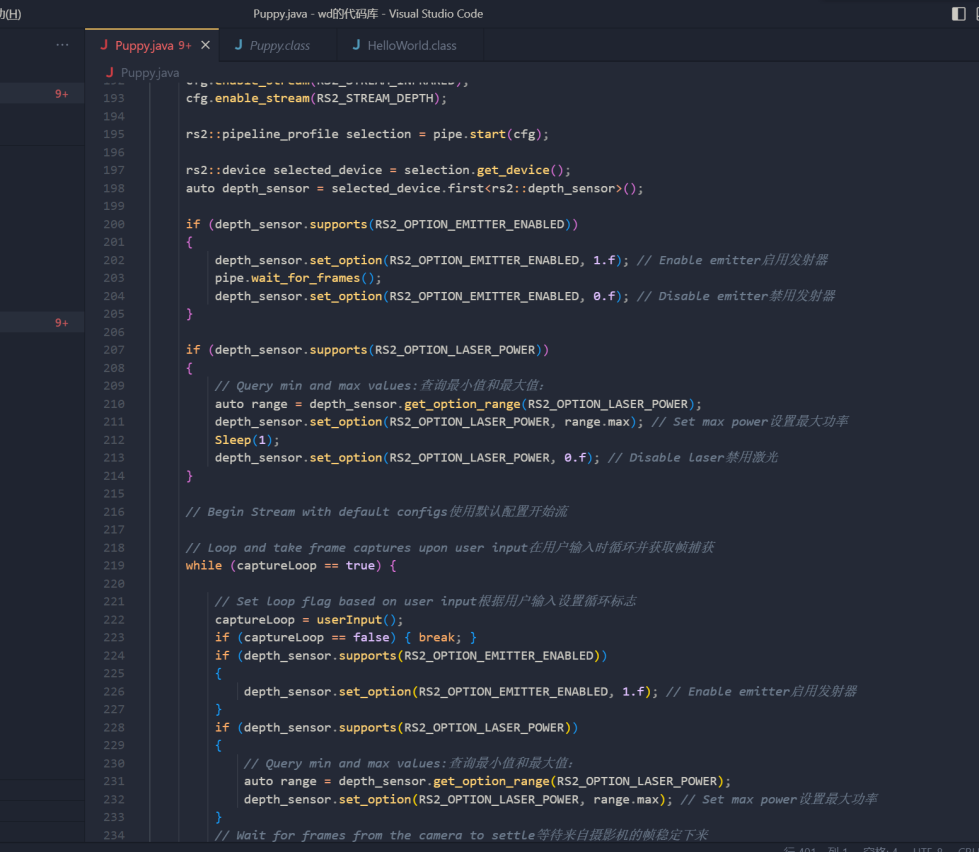 (H)
Puppy.java - wd的代码库 - Visual Studio Code
J Puppy.java 9+ × J Puppy.class J HelloWorld.class
J Puppy.java
9+
9+
192 cfg.enable_stream(RS2_STREAM_INFRARED);
193 cfg.enable_stream(RS2_STREAM_DEPTH);
194
195 rs2::pipeline_profile selection = pipe.start(cfg);
196
197 rs2::device selected_device = selection.get_device();
198 auto depth_sensor = selected_device.first<rs2::depth_sensor>();
199
200 if (depth_sensor.supports(RS2_OPTION_EMITTER_ENABLED))
201 {
202 depth_sensor.set_option(RS2_OPTION_EMITTER_ENABLED, 1.f); // Enable emitter启用发射器
203 pipe.wait_for_frames();
204 depth_sensor.set_option(RS2_OPTION_EMITTER_ENABLED, 0.f); // Disable emitter禁用发射器
205 }
206
207 if (depth_sensor.supports(RS2_OPTION_LASER_POWER))
208 {
209 // Query min and max values:查询最小值和最大值:
210 auto range = depth_sensor.get_option_range(RS2_OPTION_LASER_POWER);
211 depth_sensor.set_option(RS2_OPTION_LASER_POWER, range.max); // Set max power设置最大功率
212 Sleep(1);
213 depth_sensor.set_option(RS2_OPTION_LASER_POWER, 0.f); // Disable laser禁用激光
214 }
215
216 // Begin Stream with default configs使用默认配置开始流
217
218 // Loop and take frame captures upon user input在用户输入时循环并获取帧捕获
219 while (captureLoop == true) {
220
221 // Set loop flag based on user input根据用户输入设置循环标志
222 captureLoop = userInput();
223 if (captureLoop == false) { break; }
224 if (depth_sensor.supports(RS2_OPTION_EMITTER_ENABLED))
225 {
226 depth_sensor.set_option(RS2_OPTION_EMITTER_ENABLED, 1.f); // Enable emitter启用发射器
227 }
228 if (depth_sensor.supports(RS2_OPTION_LASER_POWER))
229 {
230 // Query min and max values:查询最小值和最大值:
231 auto range = depth_sensor.get_option_range(RS2_OPTION_LASER_POWER);
232 depth_sensor.set_option(RS2_OPTION_LASER_POWER, range.max); // Set max power设置最大功率
233 }
234 // Wait for frames from the camera to settle等待来自摄影机的帧稳定下来
行 401, 列 1 空格: 4 UTF-8